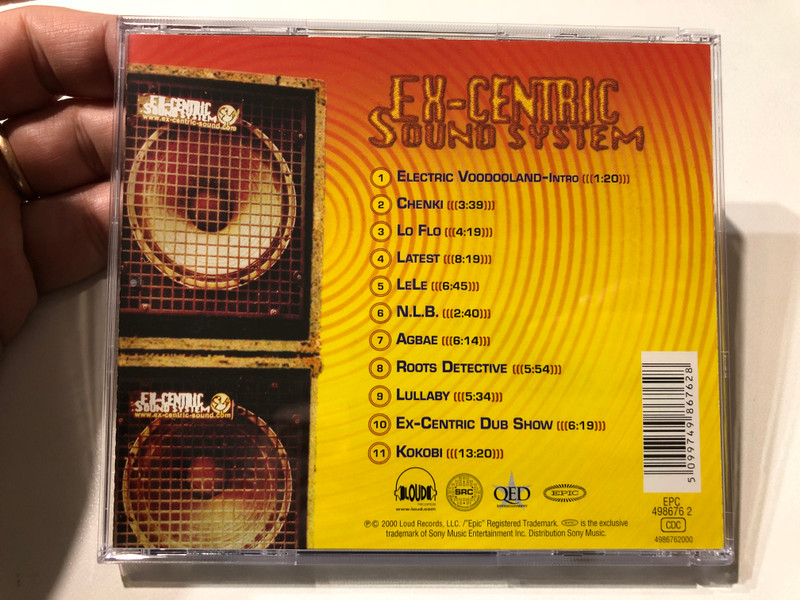 EX-CENTRIC
SOUND SYSTEM
www.ex-centric-sound.com
EX-CENTRIC
SOUND SYSTEM
www.ex-centric-sound.com
EX-CENTRIC
SOUND SYSTEM
1 ELECTRIC VOODOOLAND-INTRO (((1:20)))
2 CHENKI (((3:39)))
3 LO FLO (((4:19)))
4 LATEST (((8:19)))
5 LELE (((6:45)))
6 N.L.B. (((2:40)))
7 AGBAE (((6:14)))
8 ROOTS DETECTIVE (((5:54)))
9 LULLABY (((5:34)))
10 EX-CENTRIC DUB SHOW (((6:19)))
11 KOKOBI (((13:20)))
LOUD
www.loud.com
SRC
QED
ENTERTAINMENT
EPIC
5 099749 867628
EPC
498676 2
CDC
4986762000
℗© 2000 Loud Records, LLC. /"Epic" Registered Trademark. EPIC is the exclusive
trademark of Sony Music Entertainment Inc. Distribution Sony Music.